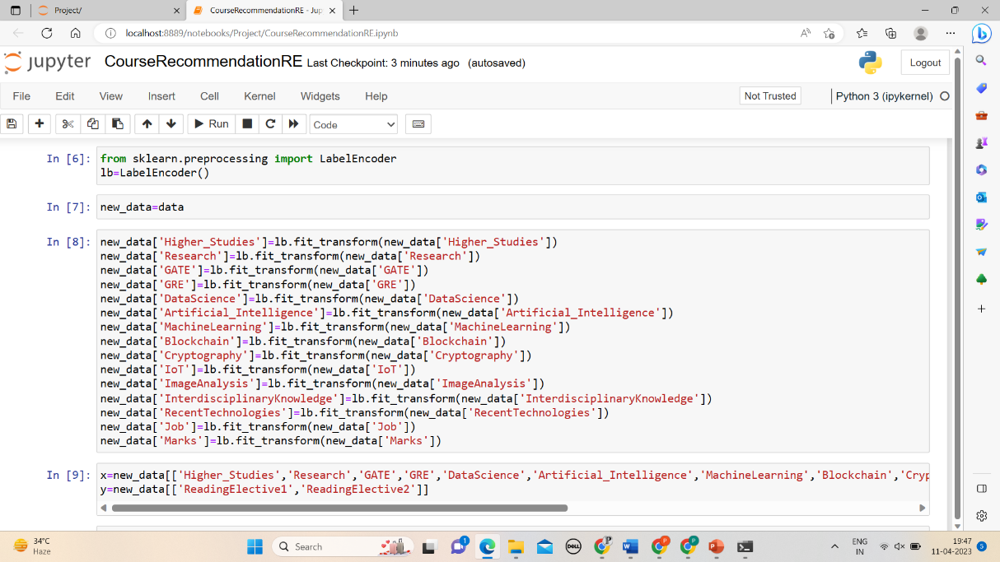 Project/
CourseRecommendationRE - Jup
localhost:8889/notebooks/Project/CourseRecommendationRE.ipynb
jupyter CourseRecommendationRE Last Checkpoint: 3 minutes ago (autosaved)
Logout
File Edit View Insert Cell Kernel Widgets Help
Not Trusted
Python 3 (ipykernel)
Run
Code
In [6]: from sklearn.preprocessing import LabelEncoder
lb=LabelEncoder()
In [7]: new_data=data
In [8]: new_data['Higher_Studies']=lb.fit_transform(new_data['Higher_Studies'])
new_data['Research']=lb.fit_transform(new_data['Research'])
new_data['GATE']=lb.fit_transform(new_data['GATE'])
new_data['GRE']=lb.fit_transform(new_data['GRE'])
new_data['DataScience']=lb.fit_transform(new_data['DataScience'])
new_data['Artificial_Intelligence']=lb.fit_transform(new_data['Artificial_Intelligence'])
new_data['MachineLearning']=lb.fit_transform(new_data['MachineLearning'])
new_data['Blockchain']=lb.fit_transform(new_data['Blockchain'])
new_data['Cryptography']=lb.fit_transform(new_data['Cryptography'])
new_data['IoT']=lb.fit_transform(new_data['IoT'])
new_data['ImageAnalysis']=lb.fit_transform(new_data['ImageAnalysis'])
new_data['InterdisciplinaryKnowledge']=lb.fit_transform(new_data['InterdisciplinaryKnowledge'])
new_data['RecentTechnologies']=lb.fit_transform(new_data['RecentTechnologies'])
new_data['Job']=lb.fit_transform(new_data['Job'])
new_data['Marks']=lb.fit_transform(new_data['Marks'])
In [9]: x=new_data[['Higher_Studies','Research','GATE','GRE','DataScience','Artificial_Intelligence','MachineLearning','Blockchain','Cryp
y=new_data[['ReadingElective1','ReadingElective2']]
34°C
Haze
Search
1
DELL
P
P
P
W
P
ENG
IN
19:47
11-04-2023
5